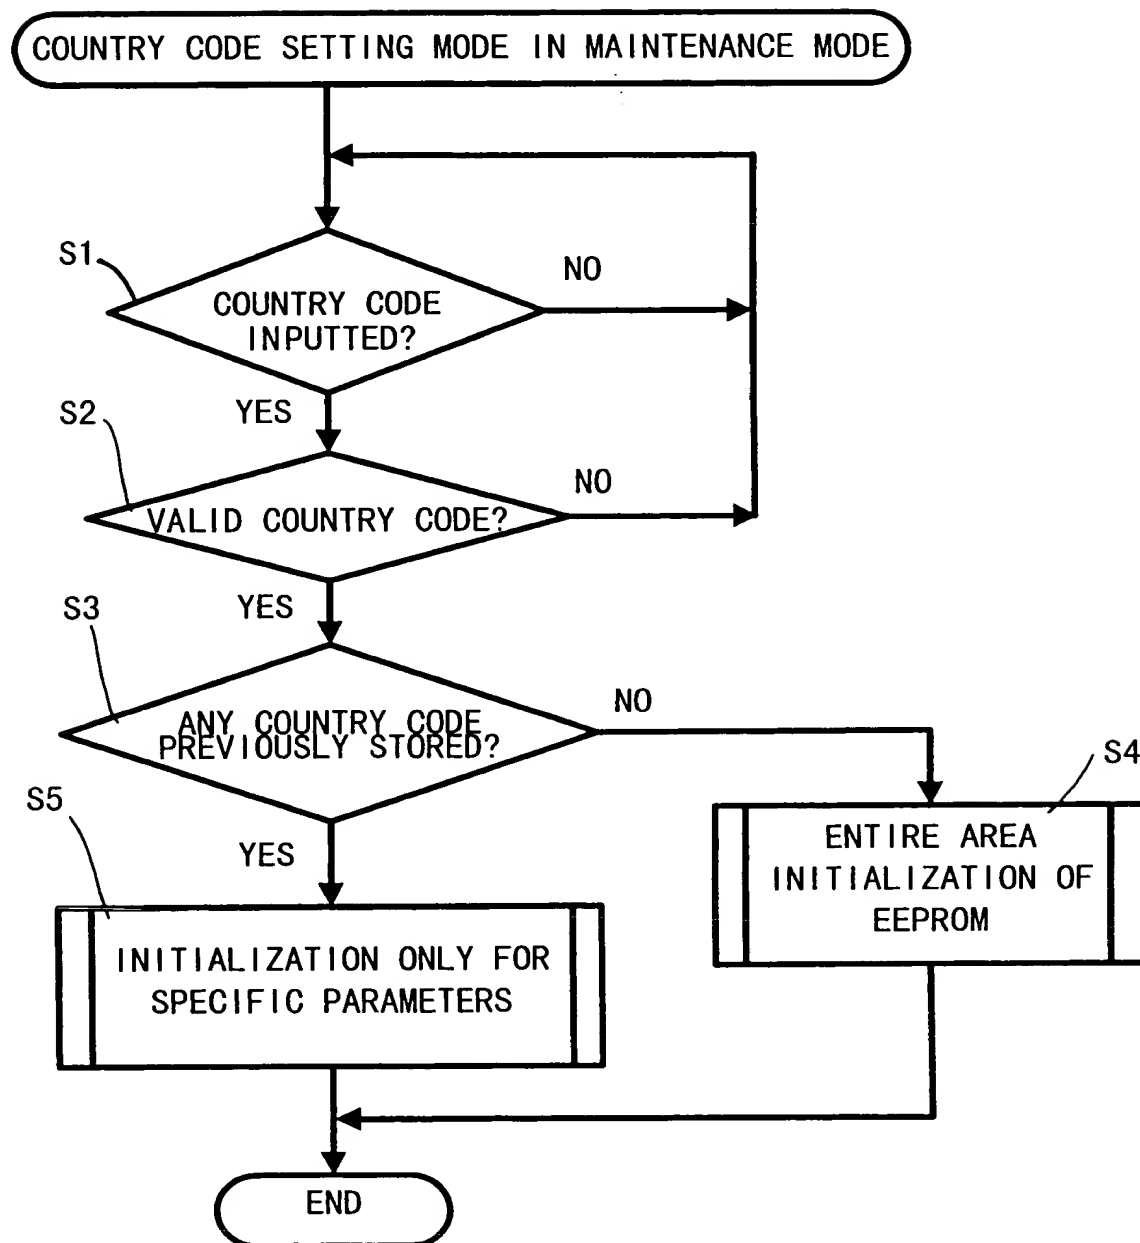 COUNTRY CODE SETTING MODE IN MAINTENANCE MODE
S1
NO
COUNTRY CODE
INPUTTED?
YES
S2
NO
VALID COUNTRY CODE?
YES
S3
NO
ANY COUNTRY CODE
PREVIOUSLY STORED?
S4
ENTIRE AREA
INITIALIZATION OF
EEPROM
S5
YES
INITIALIZATION ONLY FOR
SPECIFIC PARAMETERS
END